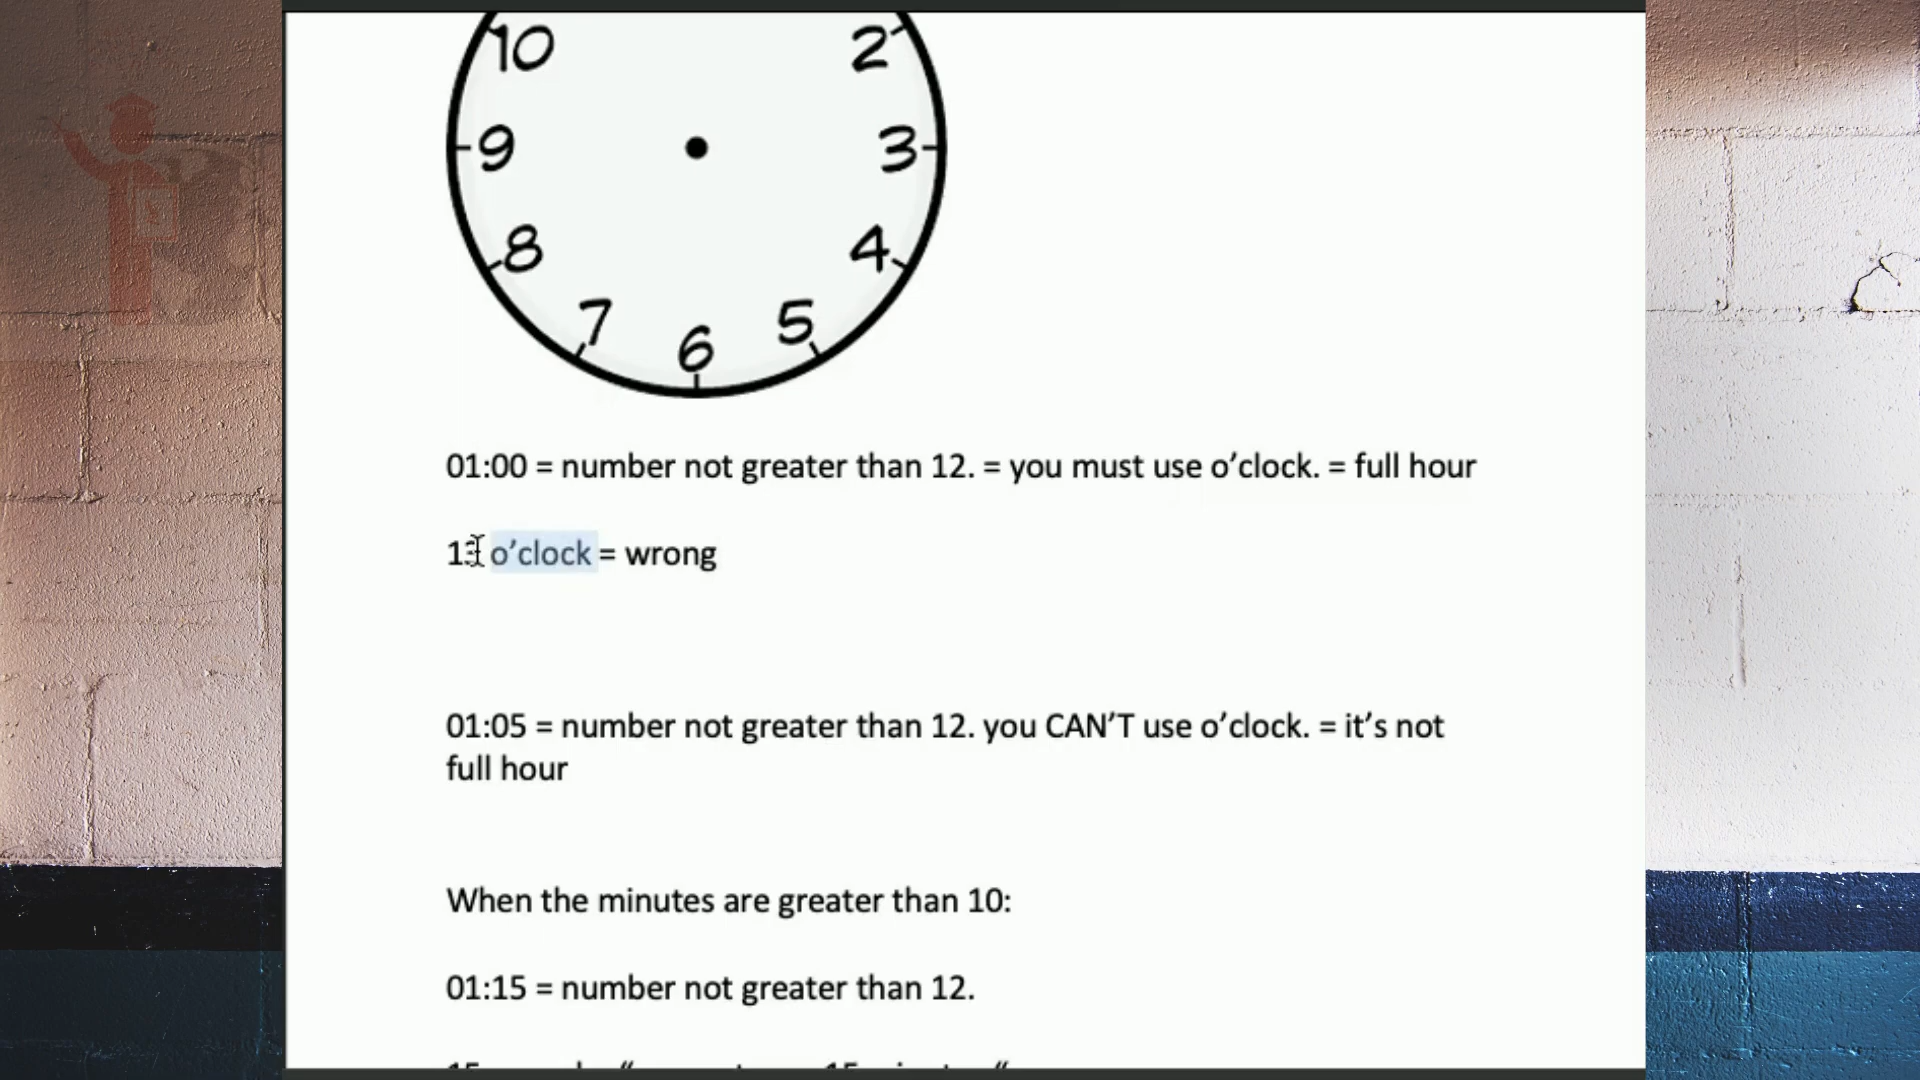 10
2
9
3
8
4
7
5
6
01:00 = number not greater than 12. = you must use o’clock. = full hour
13 o’clock = wrong
01:05 = number not greater than 12. you CAN’T use o’clock. = it’s not
full hour
When the minutes are greater than 10:
01:15 = number not greater than 12.